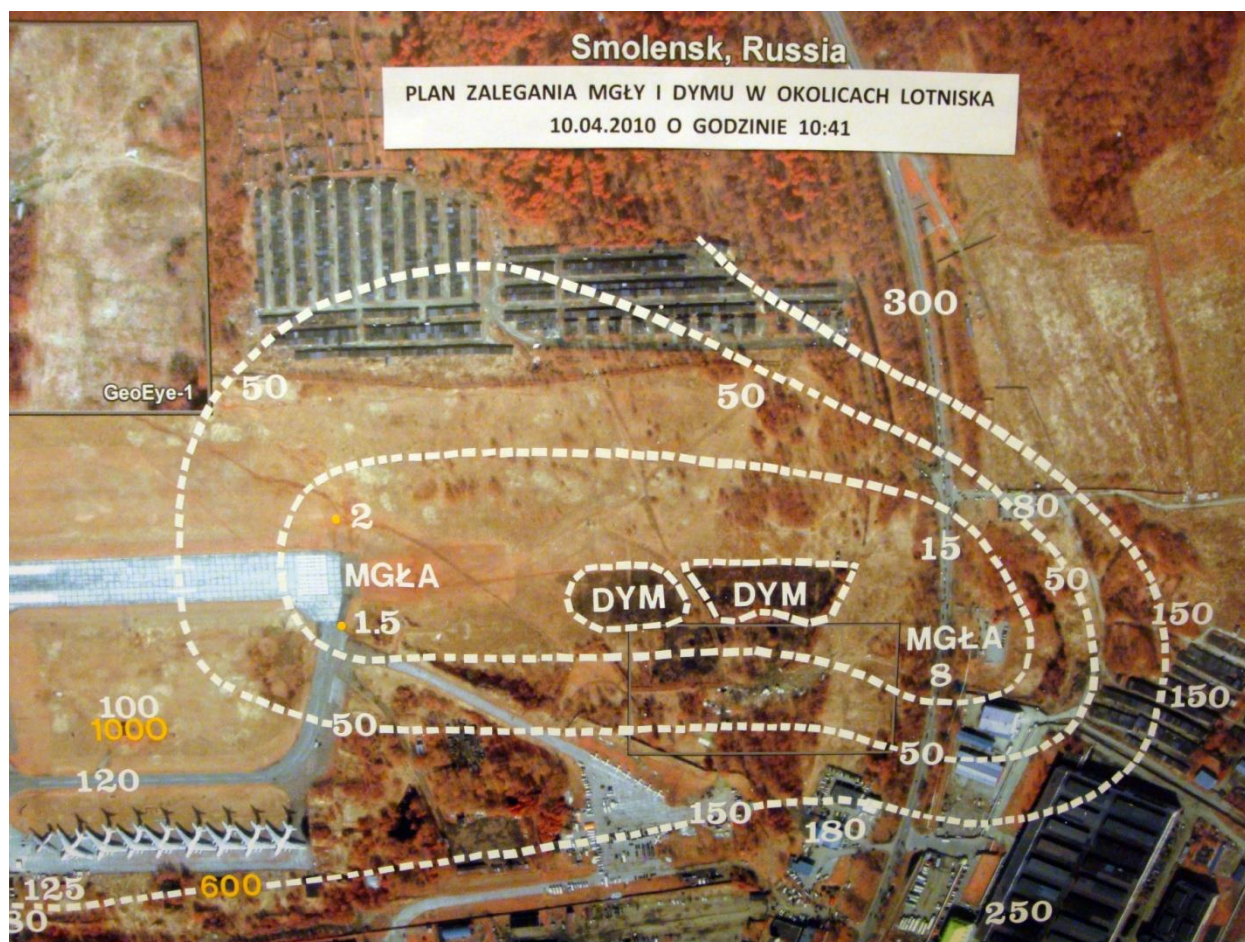 Smolensk, Russia
PLAN ZALEGANIA MGŁY I DYMU W OKOLICACH LOTNISKA
10.04.2010 O GODZINIE 10:41
300
GeoEye-1
50
50
80
2
15
MGŁA
50
DYM
DYM
150
1.5
MGŁA
8
150
100
1000
50
50
120
150
180
600
125
80
250